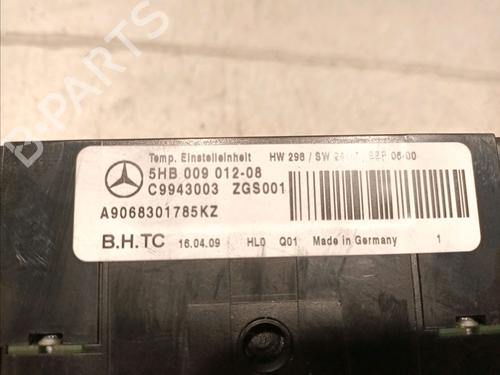 B-PARTS
Temp. Einstelleinheit HW 298 / SW
5HB 009 012-08
C9943003 ZGS001
A9068301785KZ
B.H.TC 16.04.09 HL0 Q01 Made in Germany 1